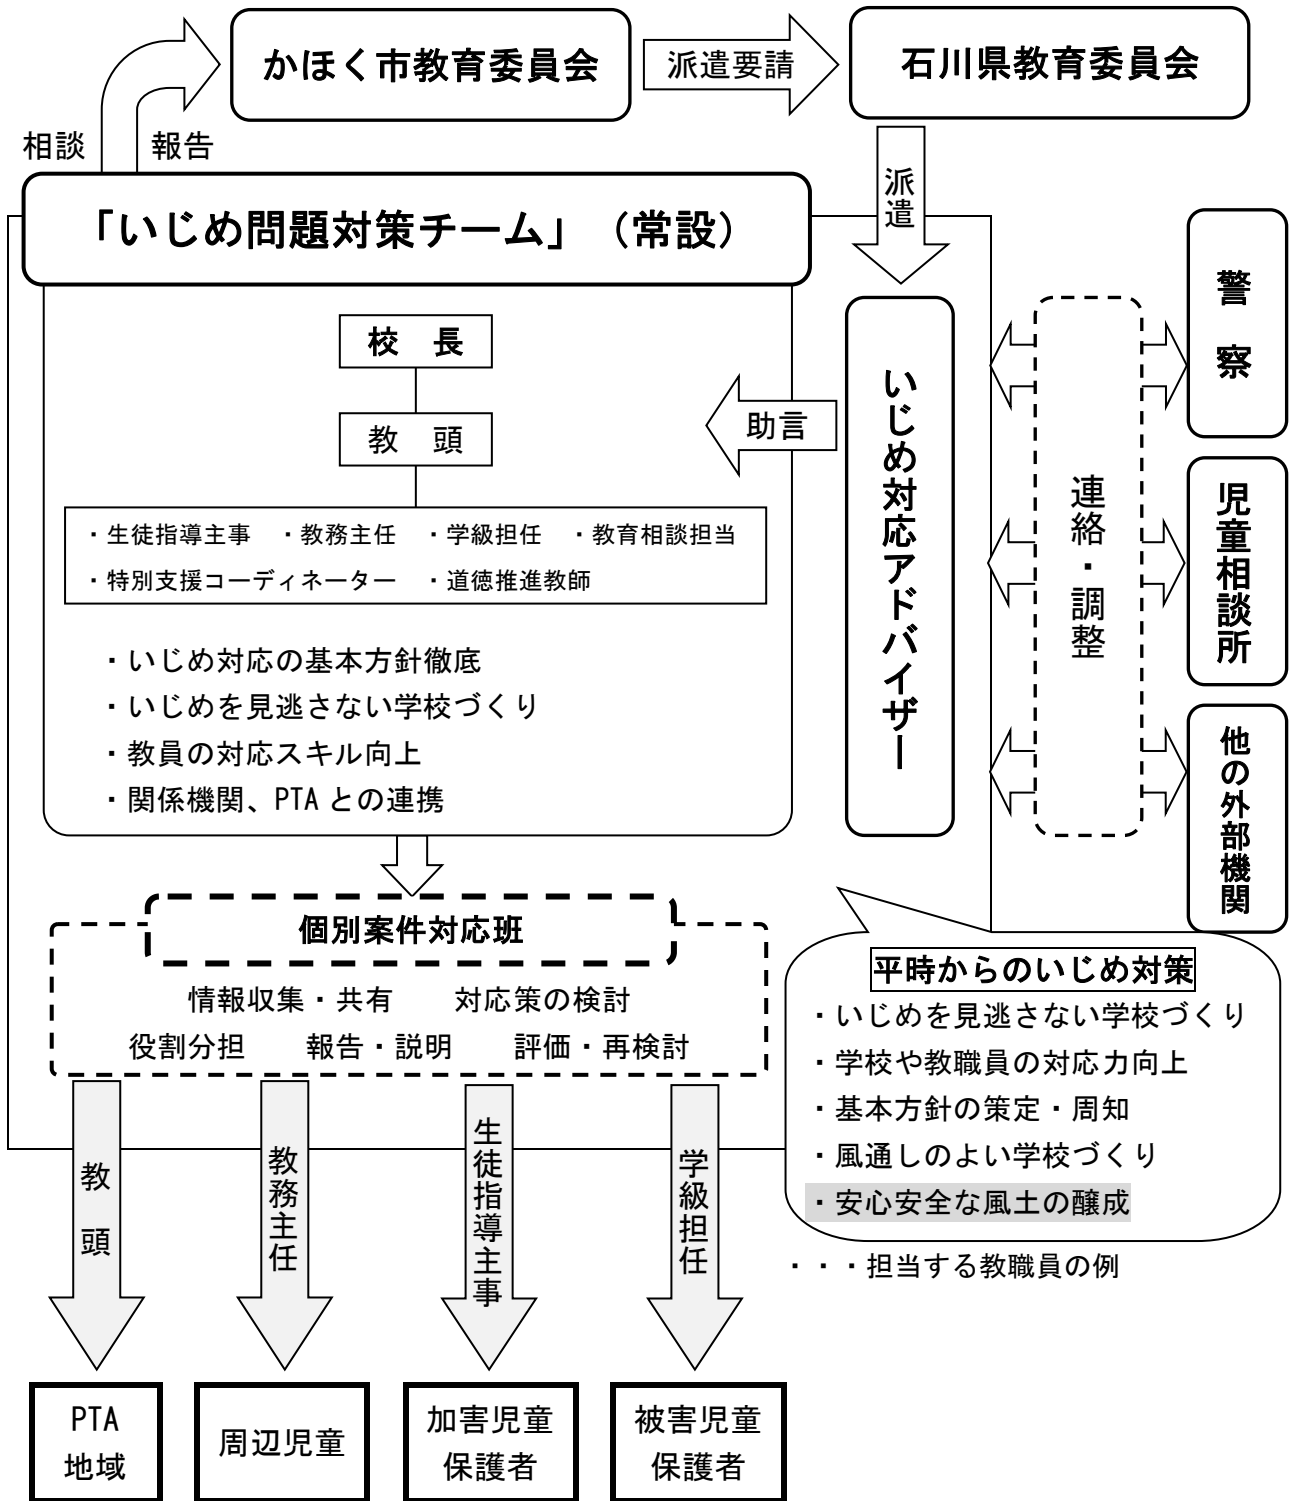 かほく市教育委員会
派遣要請
石川県教育委員会
相談
報告
派遣
「いじめ問題対策チーム」（常設）
校　長
教　頭
・生徒指導主事　・教務主任　・学級担任　・教育相談担当
・特別支援コーディネーター　・道徳推進教師
・いじめ対応の基本方針徹底
・いじめを見逃さない学校づくり
・教員の対応スキル向上
・関係機関、PTA との連携
助言
いじめ対応アドバイザー
連絡・調整
警　察
児童相談所
他の外部機関
個別案件対応班
情報収集・共有　　対応策の検討
役割分担　　報告・説明　　評価・再検討
平時からのいじめ対策
・いじめを見逃さない学校づくり
・学校や教職員の対応力向上
・基本方針の策定・周知
・風通しのよい学校づくり
・安心安全な風土の醸成
・・・担当する教職員の例
教　頭
教務主任
生徒指導主事
学級担任
PTA
地域
周辺児童
加害児童
保護者
被害児童
保護者